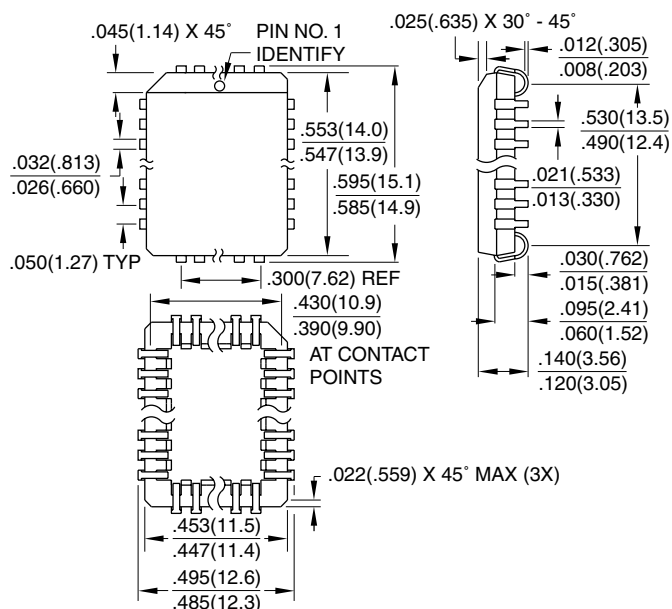 .045(1.14) X 45°
PIN NO. 1
IDENTIFY
.025(.635) X 30° - 45°
.012(.305)
.008(.203)
.553(14.0)
.547(13.9)
.530(13.5)
.490(12.4)
.032(.813)
.026(.660)
.595(15.1)
.585(14.9)
.021(.533)
.013(.330)
.050(1.27) TYP
.300(7.62) REF
.030(.762)
.015(.381)
.430(10.9)
.390(9.90)
AT CONTACT
POINTS
.095(2.41)
.060(1.52)
.140(3.56)
.120(3.05)
.022(.559) X 45° MAX (3X)
.453(11.5)
.447(11.4)
.495(12.6)
.485(12.3)